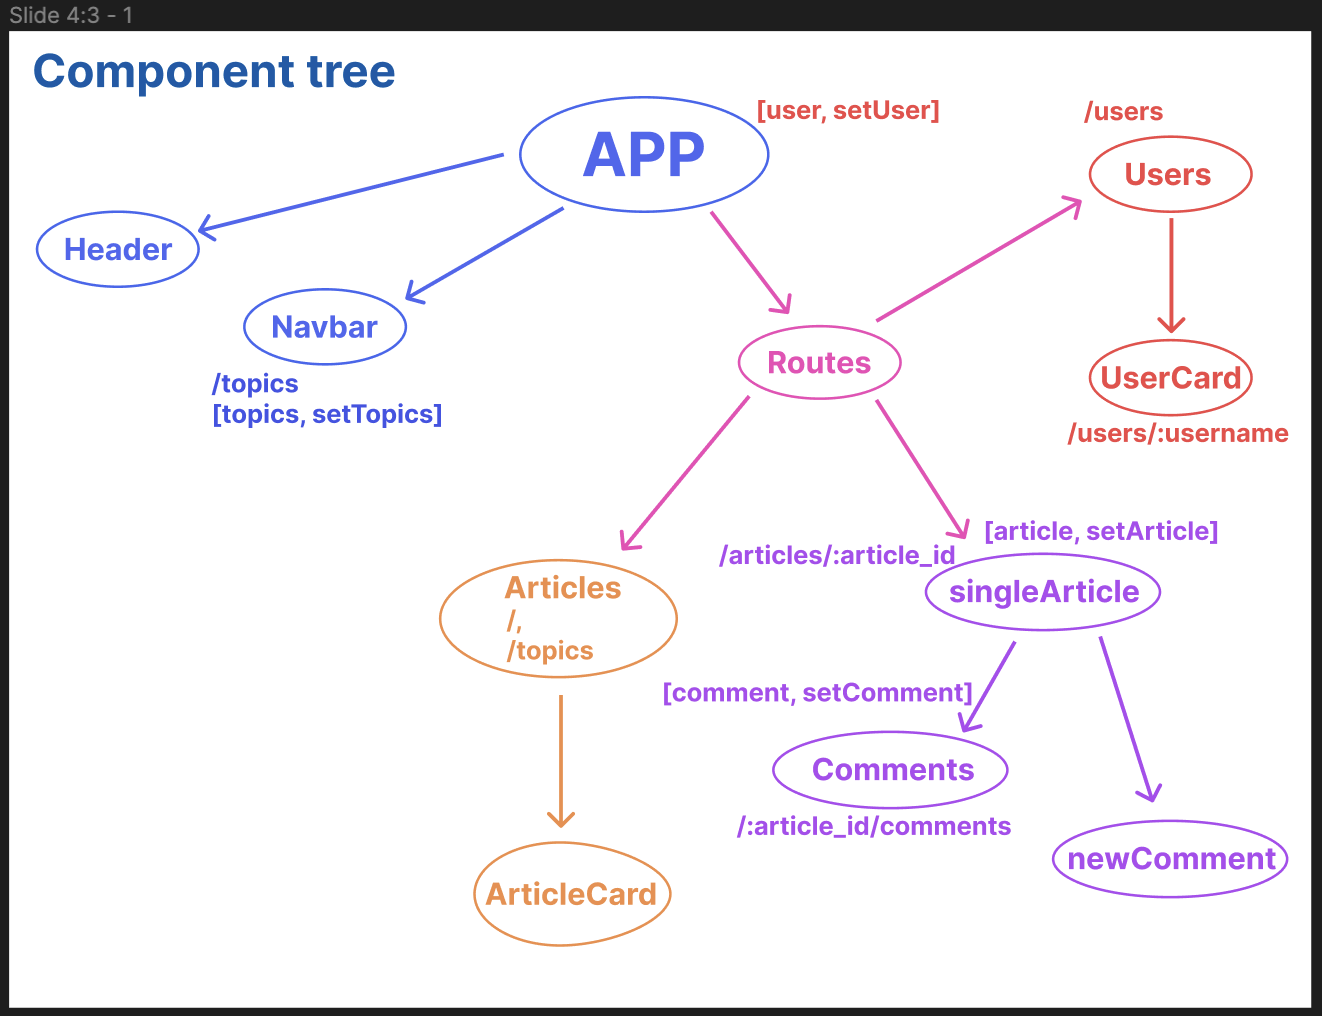 Slide 4:3 - 1
Component tree
APP
[user, setUser]
/users
Users
Header
Navbar
/topics
[topics, setTopics]
Routes
UserCard
/users/:username
[article, setArticle]
/articles/:article_id
singleArticle
Articles
/,
/topics
[comment, setComment]
Comments
/:article_id/comments
newComment
ArticleCard